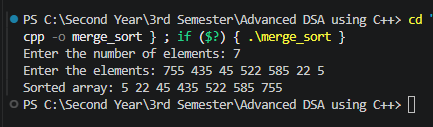 PS C:\Second Year\3rd Semester\Advanced DSA using C++> cd "
cpp -o merge_sort } ; if ($?) { .\merge_sort }
Enter the number of elements: 7
Enter the elements: 755 435 45 522 585 22 5
Sorted array: 5 22 45 435 522 585 755
PS C:\Second Year\3rd Semester\Advanced DSA using C++>